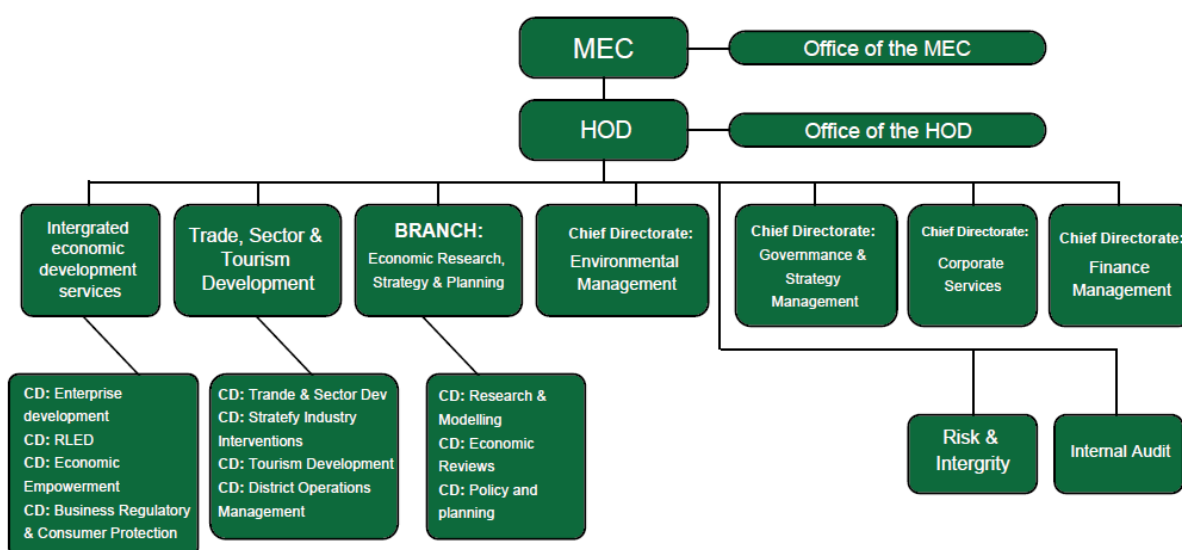 MEC
Office of the MEC
HOD
Office of the HOD
Intergrated
economic
development
services
Trade, Sector &
Tourism
Development
BRANCH:
Economic Research,
Strategy & Planning
Chief Directorate:
Environmental
Management
Chief Directorate:
Governmance &
Strategy
Management
Chief Directorate:
Corporate
Services
Chief Directorate:
Finance
Management
CD: Enterprise
development
CD: RLED
CD: Economic
Empowerment
CD: Business Regulatory
& Consumer Protection
CD: Trande & Sector Dev
CD: Stratefy Industry
Interventions
CD: Tourism Development
CD: District Operations
Management
CD: Research &
Modelling
CD: Economic
Reviews
CD: Policy and
planning
Risk &
Intergrity
Internal Audit